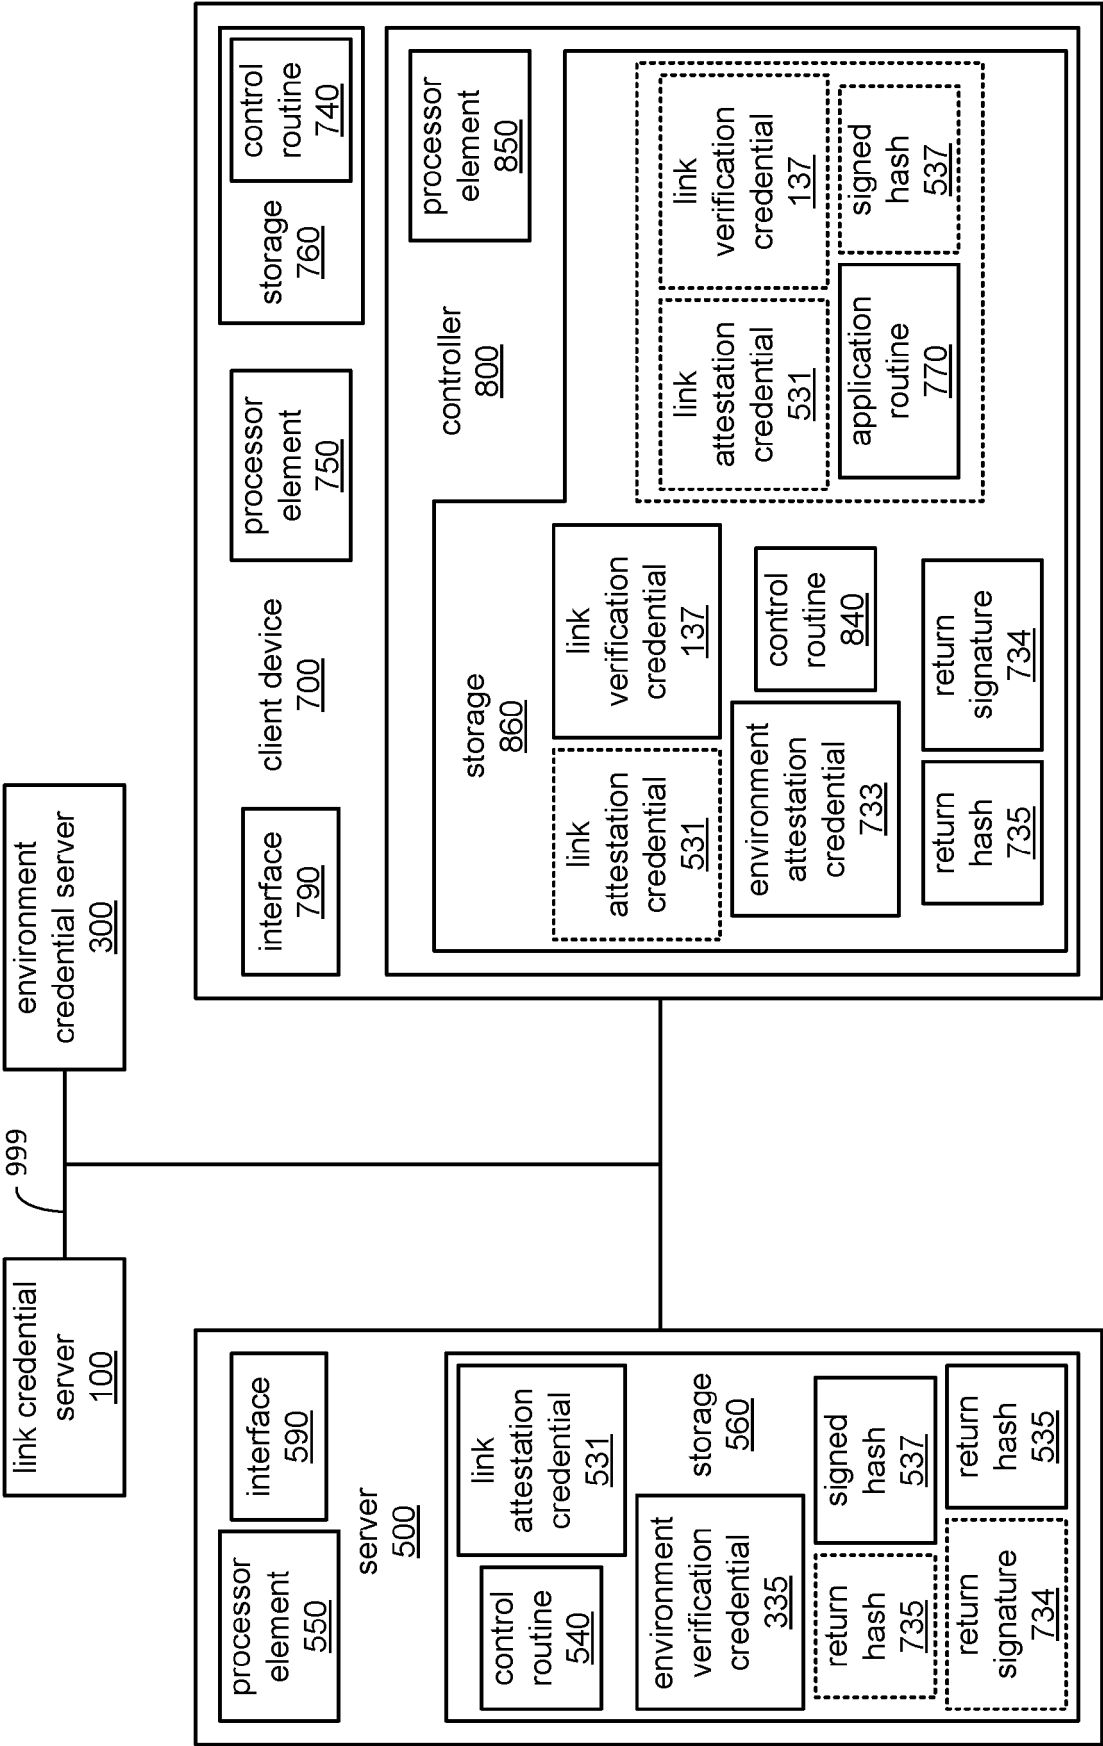 link credential
server
100
999
environment
credential server
300
processor
element
550
interface
590
server
500
control
routine
540
link
attestation
credential
531
environment
verification
credential
335
storage
560
return
hash
735
signed
hash
537
return
signature
734
return
hash
535
interface
790
client device
700
processor
element
750
storage
760
control
routine
740
controller
800
processor
element
850
storage
860
link
attestation
credential
531
link
verification
credential
137
environment
attestation
credential
733
control
routine
840
return
hash
735
return
signature
734
link
attestation
credential
531
link
verification
credential
137
application
routine
770
signed
hash
537